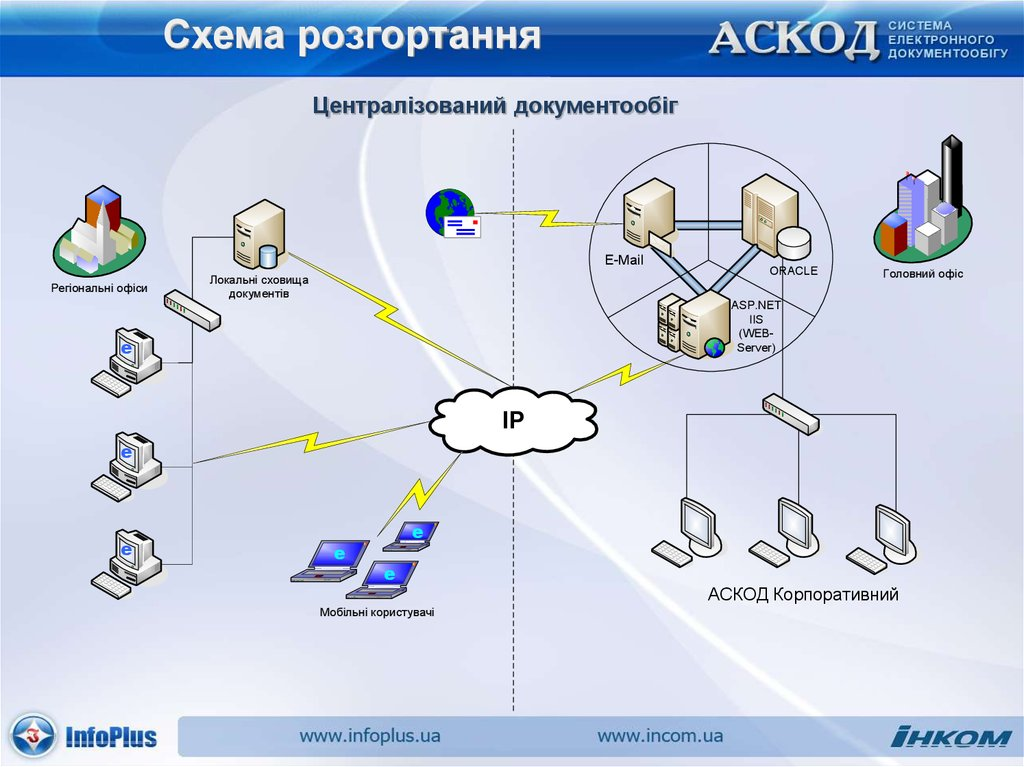 Схема розгортання
АСКОД
СИСТЕМА
ЕЛЕКТРОННОГО
ДОКУМЕНТООБІГУ
Централізований документообіг
E-Mail
ORACLE
Головний офіс
Регіональні офіси
Локальні сховища
документів
ASP.NET
IIS
(WEB-
Server)
IP
e
e
e
e
e
e
АСКОД Корпоративний
Мобільні користувачі
InfoPlus
www.infoplus.ua
www.incom.ua
ІНКОМ